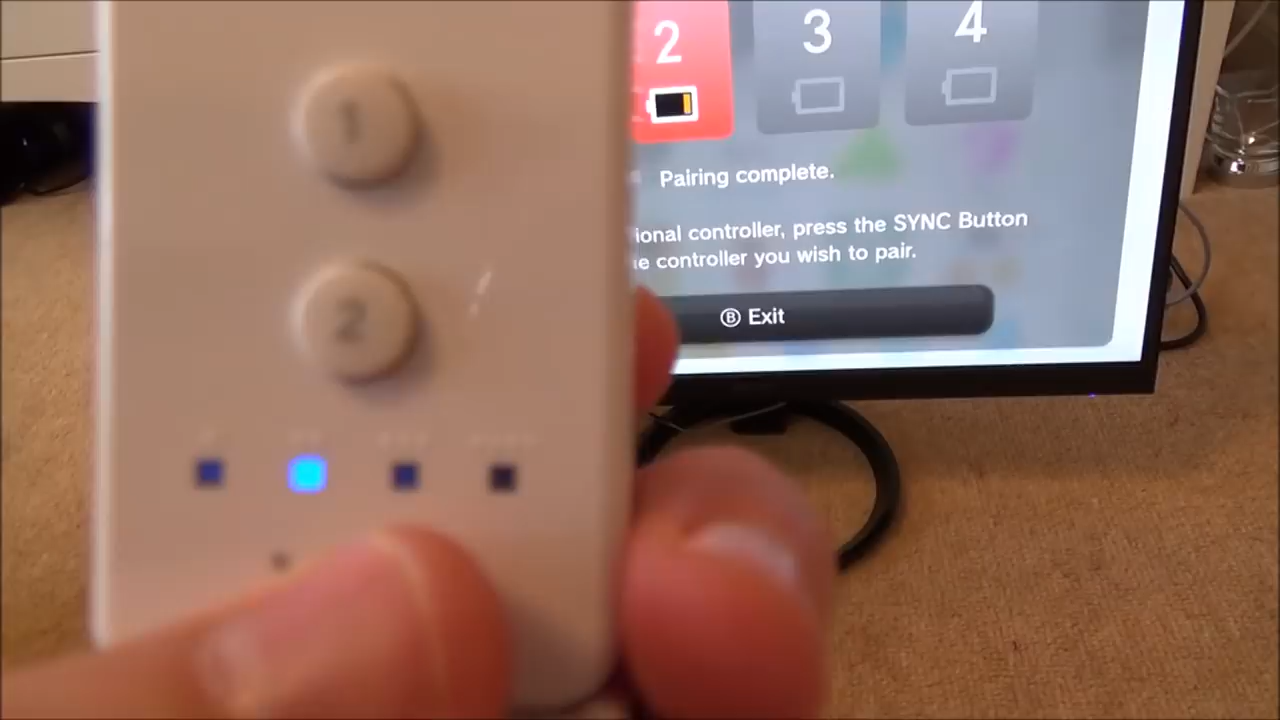 2 3 4
Pairing complete.
ional controller, press the SYNC Button
e controller you wish to pair.
B Exit
1
2